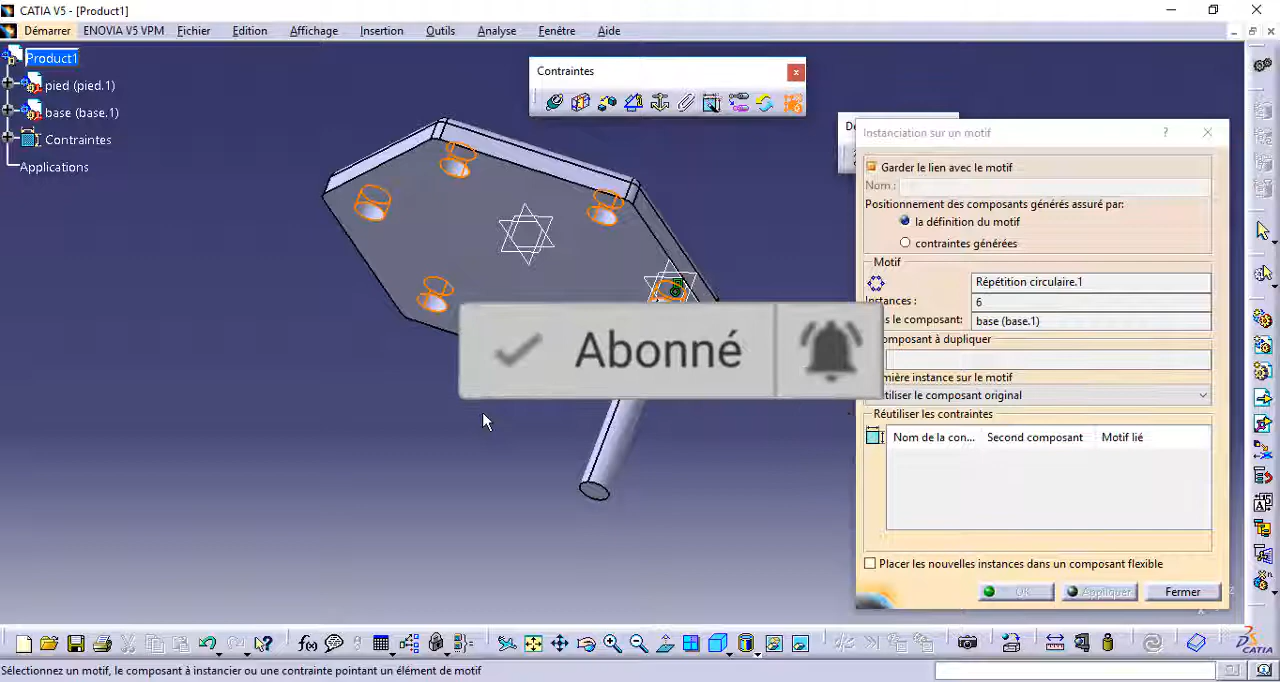 CATIA V5 - [Product1]
Démarrer ENOVIA V5 VPM Fichier Edition Affichage Insertion Outils Analyse Fenêtre Aide
Product1
pied (pied.1)
base (base.1)
Contraintes
Applications
Contraintes
Instanciation sur un motif
Garder le lien avec le motif
Nom :
Positionnement des composants générés assuré par:
la définition du motif
contraintes générées
Motif
Répétition circulaire.1
Instances : 6
le composant: base (base.1)
composant à dupliquer
instance sur le motif
utiliser le composant original
Réutiliser les contraintes
Nom de la con... Second composant Motif lié
Placer les nouvelles instances dans un composant flexible
OK Appliquer Fermer
Abonné
Sélectionnez un motif, le composant à instancier ou une contrainte pointant un élément de motif
CATIA